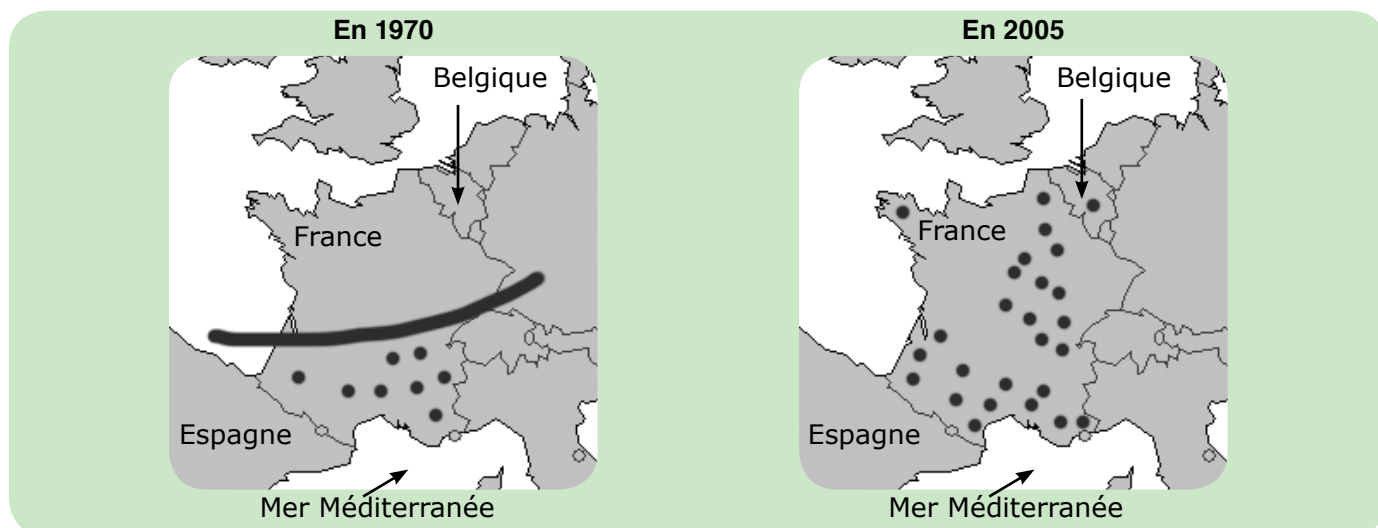 En 1970
Belgique
France
Espagne
Mer Méditerranée
En 2005
Belgique
France
Espagne
Mer Méditerranée